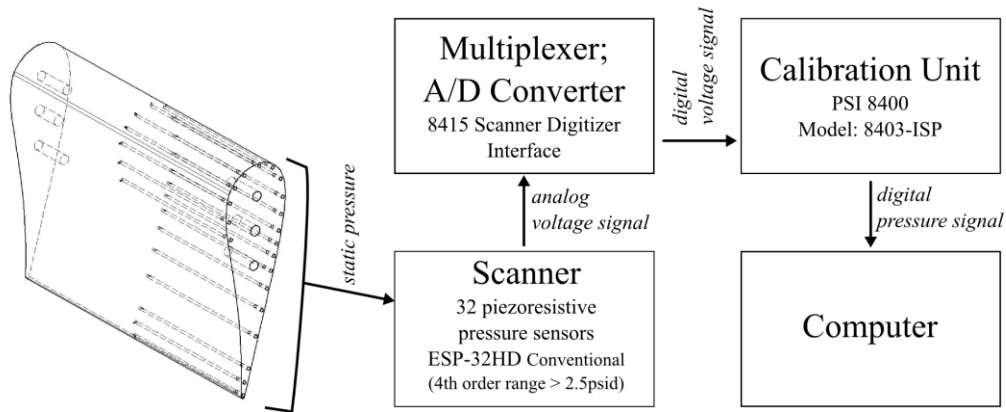 static pressure
Scanner
32 piezoresistive
pressure sensors
ESP-32HD Conventional
(4th order range > 2.5psid)
analog
voltage signal
Multiplexer;
A/D Converter
8415 Scanner Digitizer
Interface
digital
voltage signal
Calibration Unit
PSI 8400
Model: 8403-ISP
digital
pressure signal
Computer